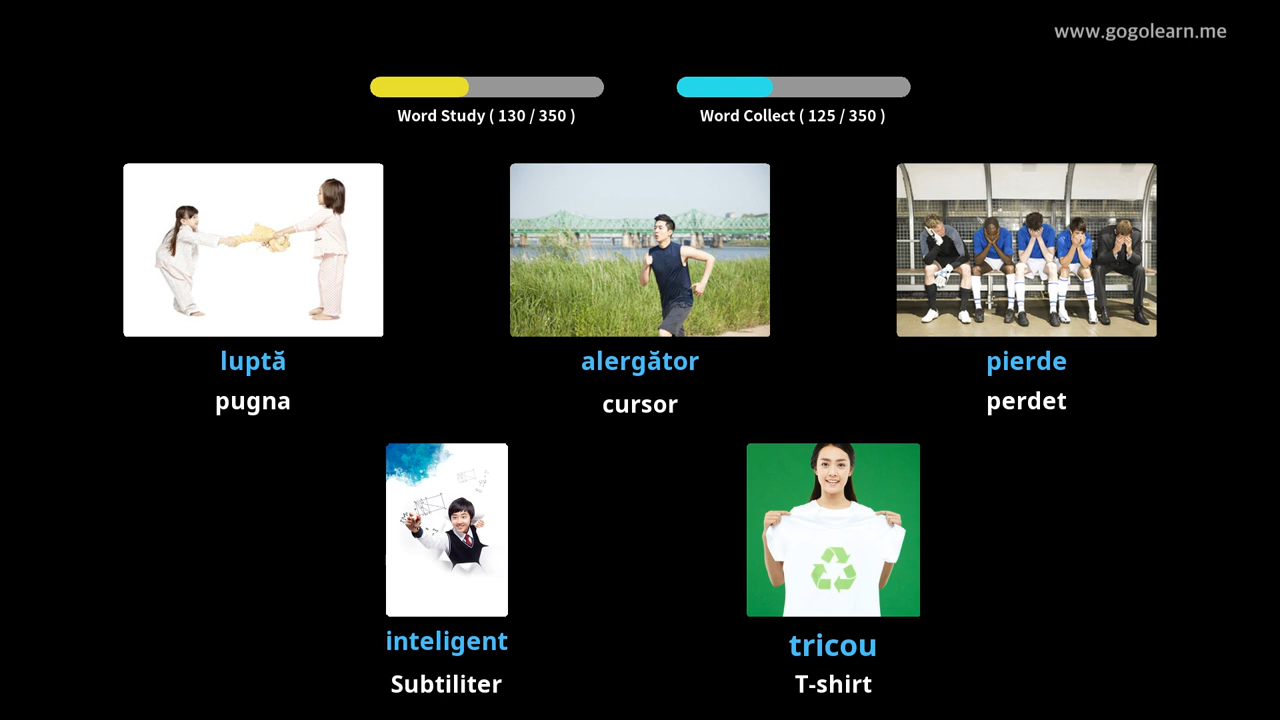 www.gogolearn.me
Word Study ( 130 / 350 )
Word Collect ( 125 / 350 )
luptă
alergător
pierde
pugna
cursor
perdet
inteligent
tricou
Subtiliter
T-shirt